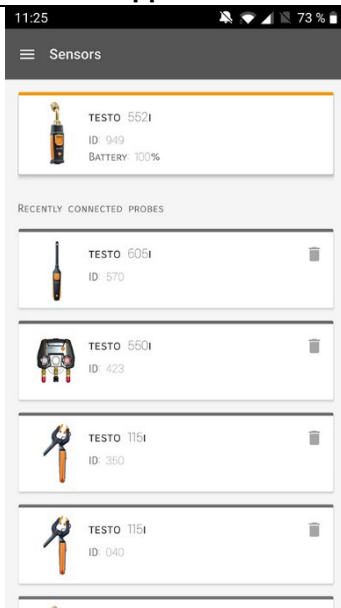 11:25 73 %
Sensors
TESTO 552I
ID: 949
BATTERY: 100%
RECENTLY CONNECTED PROBES
TESTO 605I
ID: 570
TESTO 550I
ID: 423
TESTO 115I
ID: 350
TESTO 115I
ID: 040